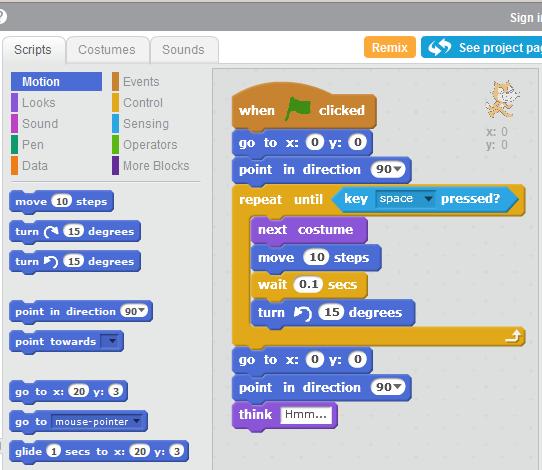 ?
Sign in
Scripts Costumes Sounds
Remix
See project pa
Motion Events
Looks Control
Sound Sensing
Pen Operators
Data More Blocks
move 10 steps
turn 15 degrees
turn 15 degrees
point in direction 90
point towards
go to x: 20 y: 3
go to mouse-pointer
glide 1 secs to x: 20 y: 3
when clicked
go to x: 0 y: 0
point in direction 90
repeat until key space pressed?
next costume
move 10 steps
wait 0.1 secs
turn 15 degrees
go to x: 0 y: 0
point in direction 90
think Hmm...
x: 0
y: 0